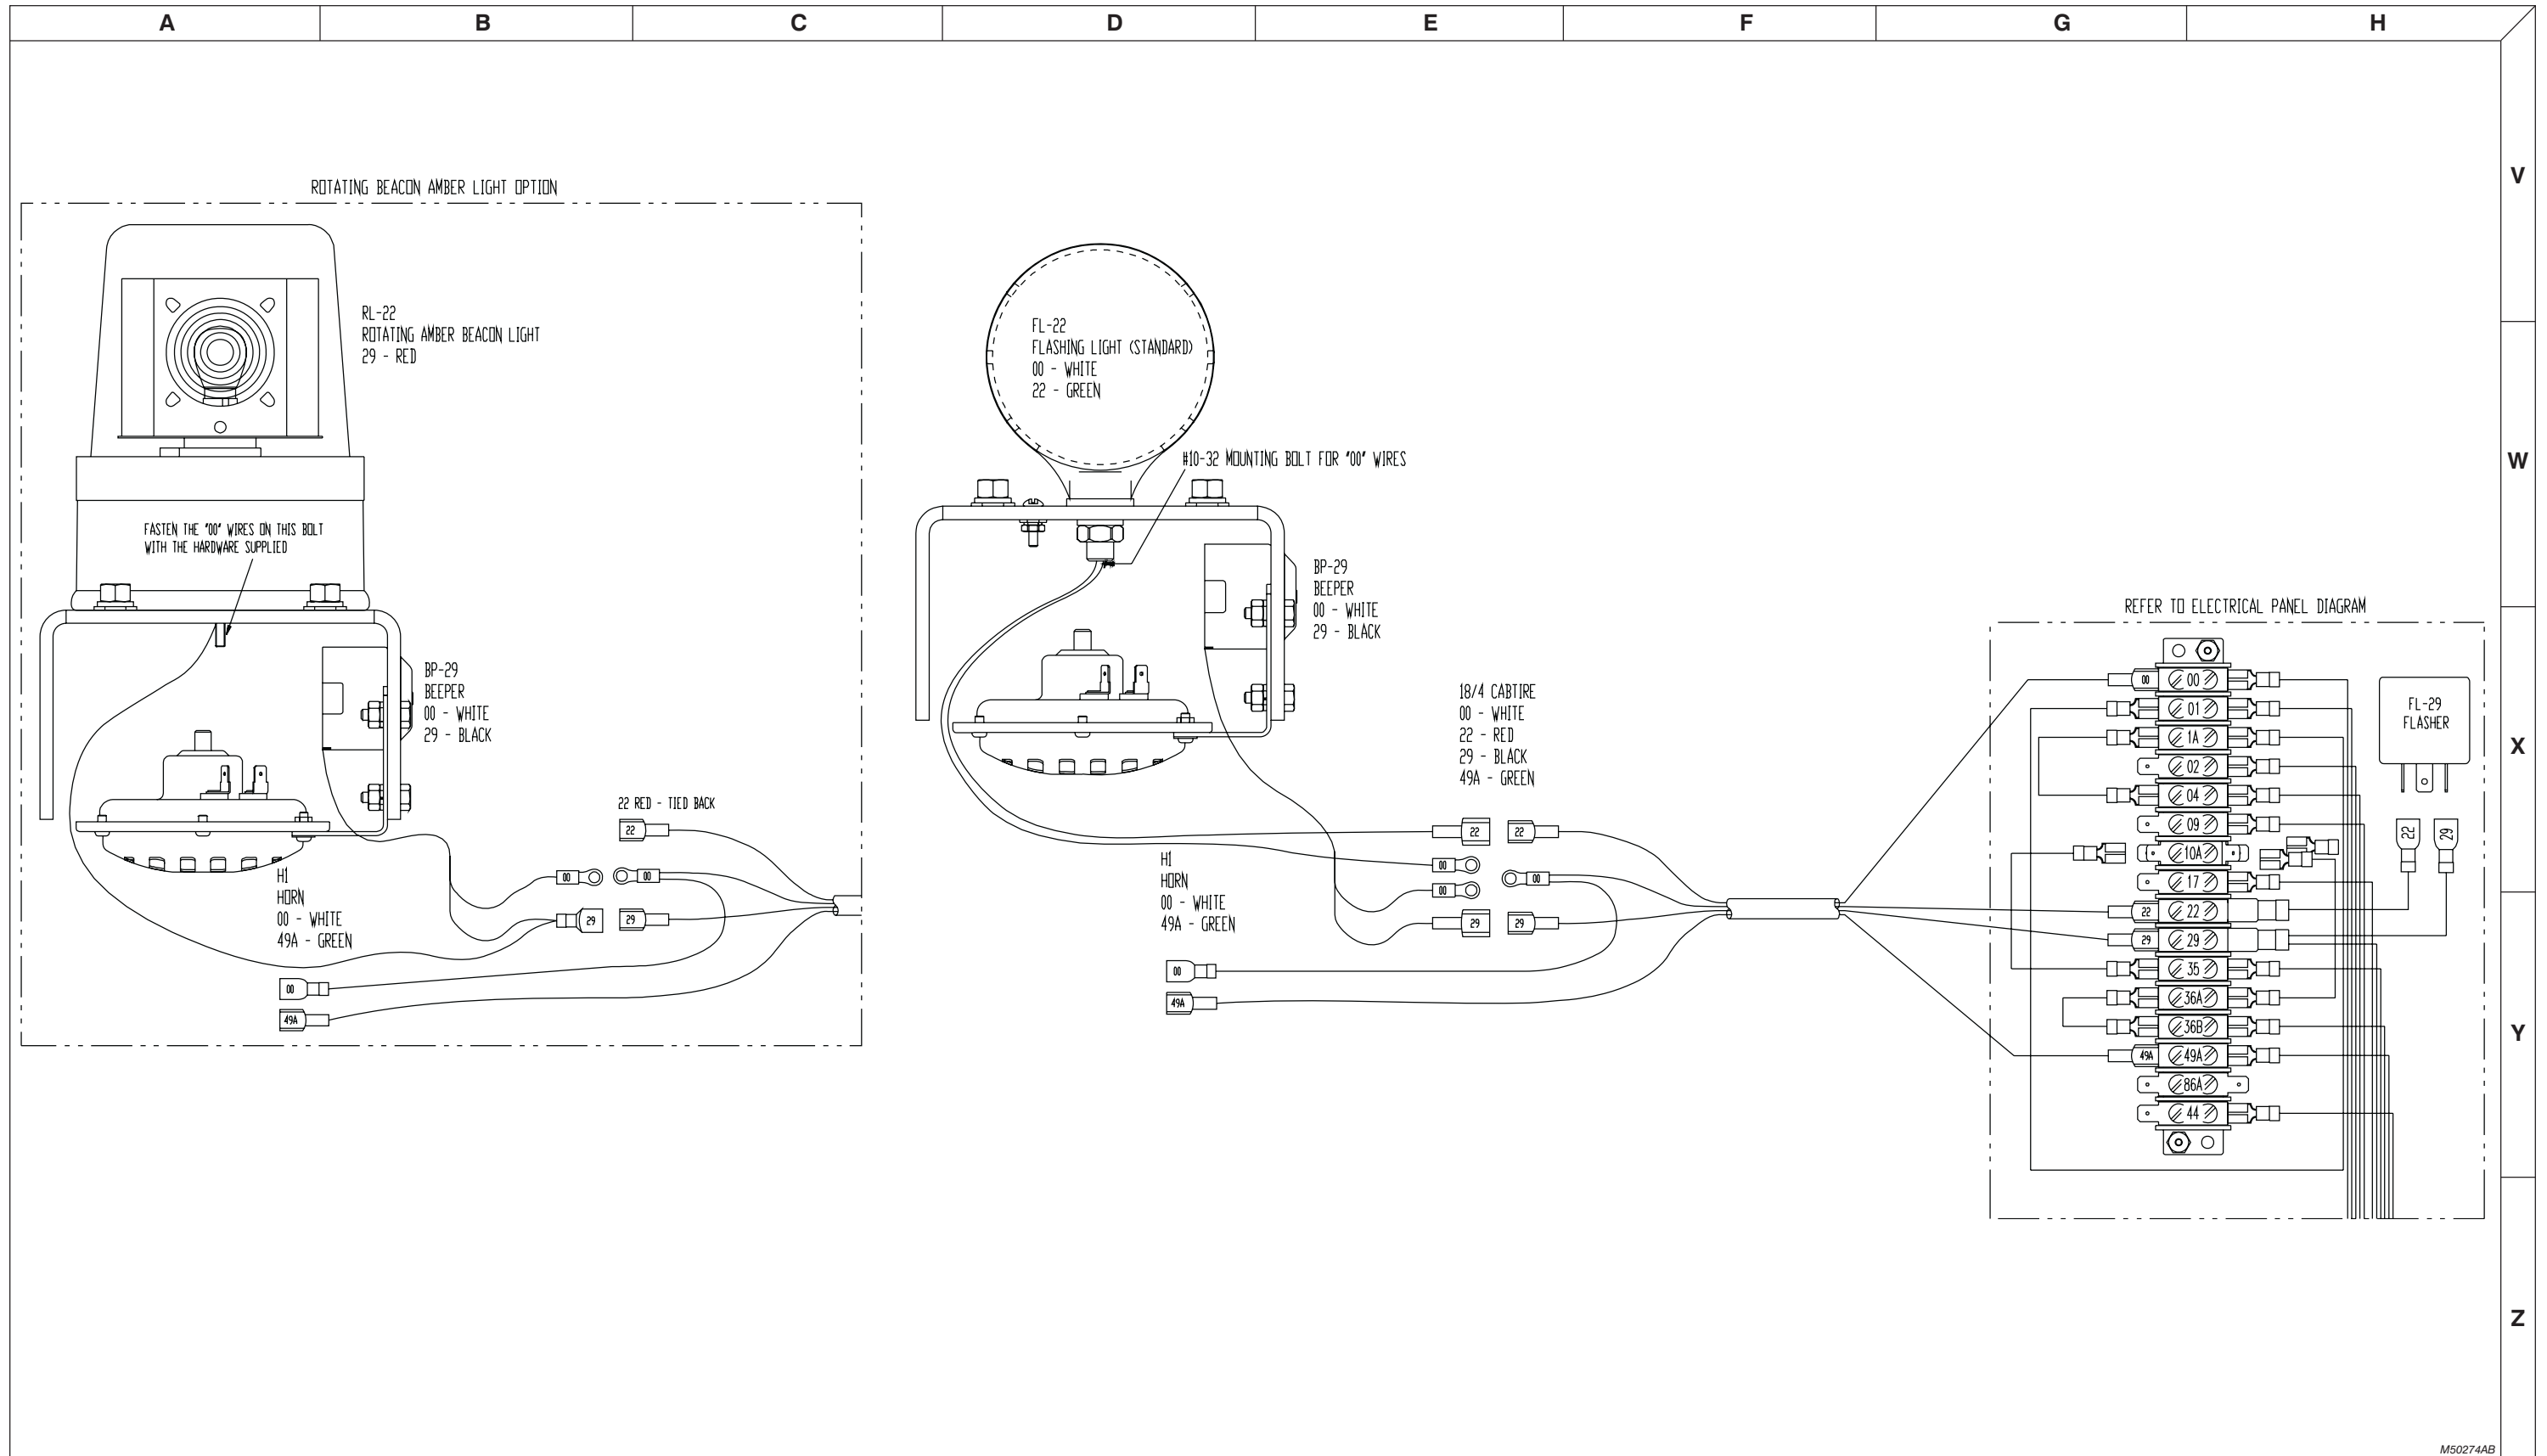 A B C D E F G H
V
W
X
Y
Z
ROTATING BEACON AMBER LIGHT OPTION
RL-22
ROTATING AMBER BEACON LIGHT
29 - RED
FASTEN THE "00" WIRES ON THIS BOLT
WITH THE HARDWARE SUPPLIED
BP-29
BEEPER
00 - WHITE
29 - BLACK
H1
HORN
00 - WHITE
49A - GREEN
22 RED - TIED BACK
22
00
00
29
29
00
49A
FL-22
FLASHING LIGHT (STANDARD)
00 - WHITE
22 - GREEN
#10-32 MOUNTING BOLT FOR "00" WIRES
BP-29
BEEPER
00 - WHITE
29 - BLACK
18/4 CABTIRE
00 - WHITE
22 - RED
29 - BLACK
49A - GREEN
H1
HORN
00 - WHITE
49A - GREEN
22
22
00
00
00
29
29
00
49A
REFER TO ELECTRICAL PANEL DIAGRAM
00 00
01
1A
02
04
09
10A
17
22 22
29 29
35
36A
36B
49A 49A
86A
44
FL-29
FLASHER
22
29
M50274AB